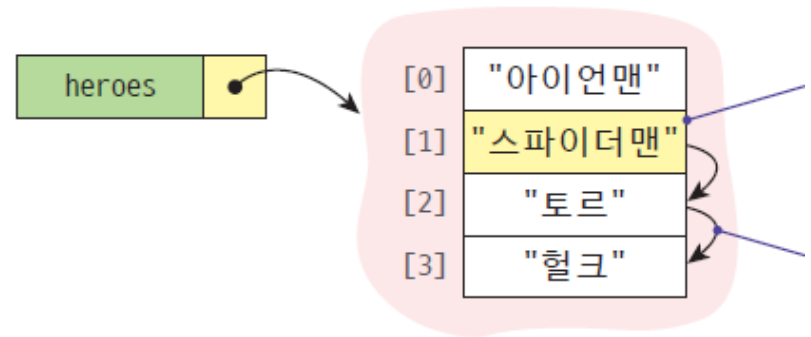 heroes
[0] "아이언맨"
[1] "스파이더맨"
[2] "토르"
[3] "헐크"